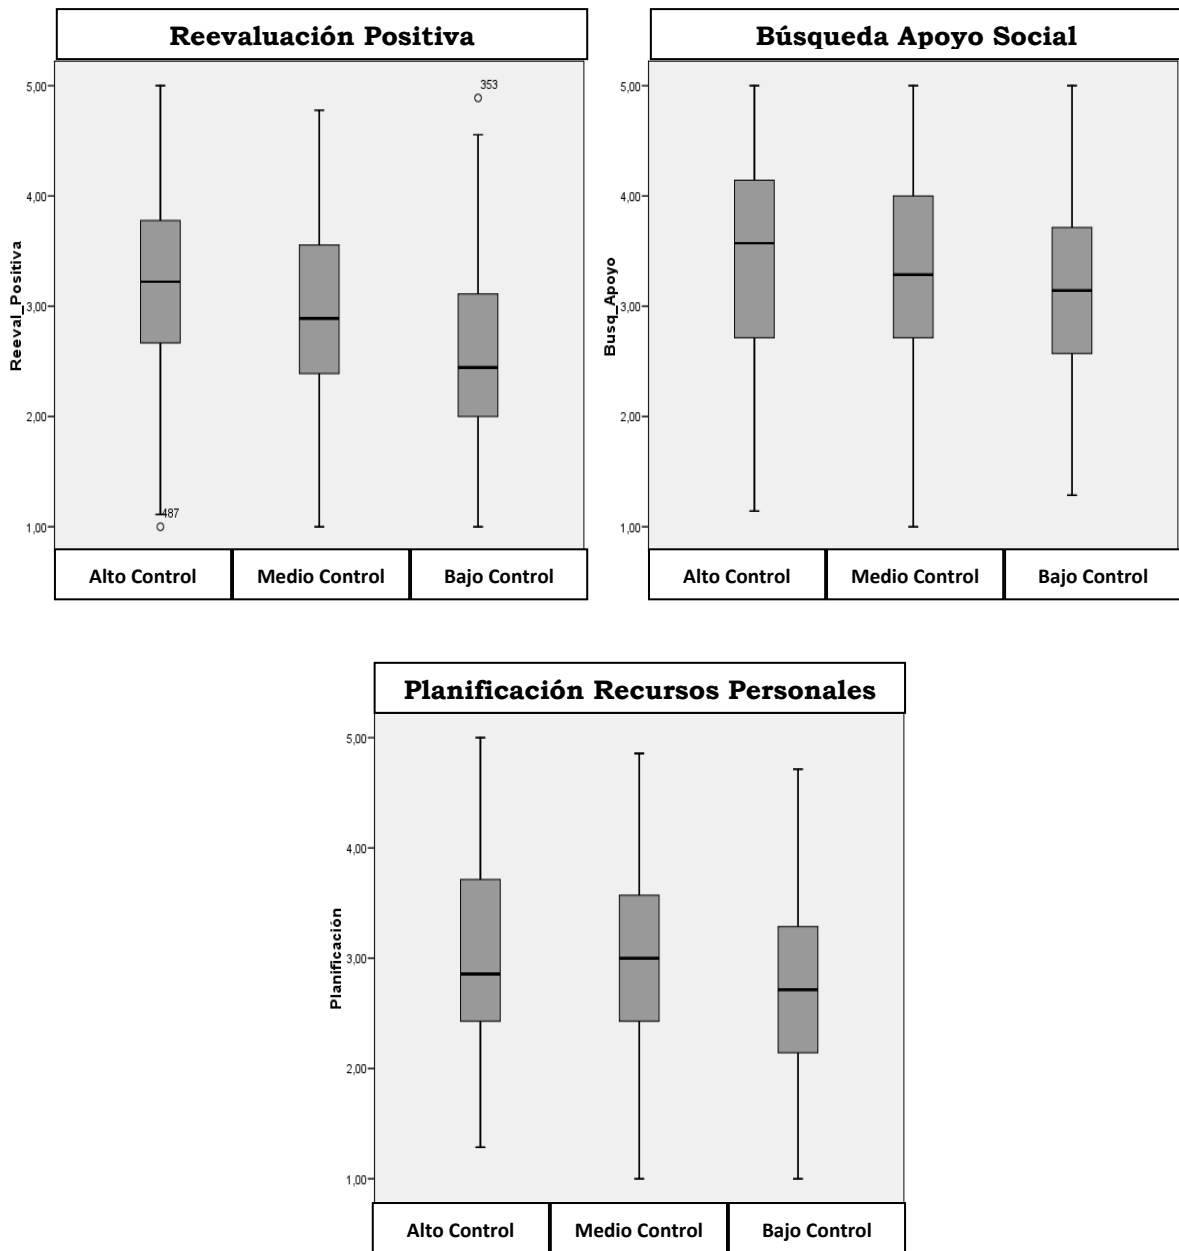 Reevaluación Positiva
5,00
4,00
3,00
2,00
1,00
Reeval_Positiva
353
487
Alto Control
Medio Control
Bajo Control
Búsqueda Apoyo Social
5,00
4,00
3,00
2,00
1,00
Busq_Apoyo
Alto Control
Medio Control
Bajo Control
Planificación Recursos Personales
5,00
4,00
3,00
2,00
1,00
Planificación
Alto Control
Medio Control
Bajo Control